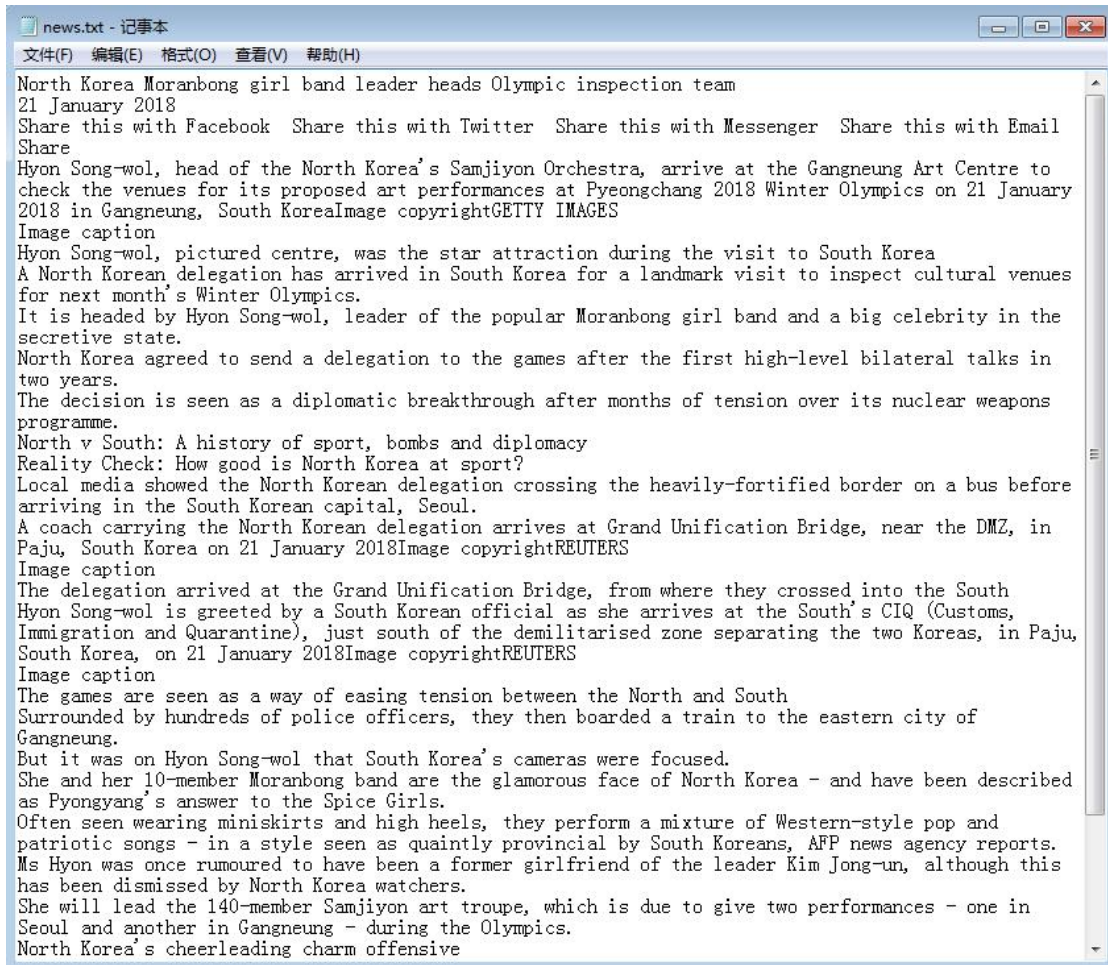 news.txt - 记事本
文件(F) 编辑(E) 格式(O) 查看(V) 帮助(H)
North Korea Moranbong girl band leader heads Olympic inspection team
21 January 2018
Share this with Facebook  Share this with Twitter  Share this with Messenger  Share this with Email
Share
Hyon Song-wol, head of the North Korea's Samjiyon Orchestra, arrive at the Gangneung Art Centre to
check the venues for its proposed art performances at Pyeongchang 2018 Winter Olympics on 21 January
2018 in Gangneung, South KoreaImage copyrightGETTY IMAGES
Image caption
Hyon Song-wol, pictured centre, was the star attraction during the visit to South Korea
A North Korean delegation has arrived in South Korea for a landmark visit to inspect cultural venues
for next month's Winter Olympics.
It is headed by Hyon Song-wol, leader of the popular Moranbong girl band and a big celebrity in the
secretive state.
North Korea agreed to send a delegation to the games after the first high-level bilateral talks in
two years.
The decision is seen as a diplomatic breakthrough after months of tension over its nuclear weapons
programme.
North v South: A history of sport, bombs and diplomacy
Reality Check: How good is North Korea at sport?
Local media showed the North Korean delegation crossing the heavily-fortified border on a bus before
arriving in the South Korean capital, Seoul.
A coach carrying the North Korean delegation arrives at Grand Unification Bridge, near the DMZ, in
Paju, South Korea on 21 January 2018Image copyrightREUTERS
Image caption
The delegation arrived at the Grand Unification Bridge, from where they crossed into the South
Hyon Song-wol is greeted by a South Korean official as she arrives at the South's CIQ (Customs,
Immigration and Quarantine), just south of the demilitarised zone separating the two Koreas, in Paju,
South Korea, on 21 January 2018Image copyrightREUTERS
Image caption
The games are seen as a way of easing tension between the North and South
Surrounded by hundreds of police officers, they then boarded a train to the eastern city of
Gangneung.
But it was on Hyon Song-wol that South Korea's cameras were focused.
She and her 10-member Moranbong band are the glamorous face of North Korea - and have been described
as Pyongyang's answer to the Spice Girls.
Often seen wearing miniskirts and high heels, they perform a mixture of Western-style pop and
patriotic songs - in a style seen as quaintly provincial by South Koreans, AFP news agency reports.
Ms Hyon was once rumoured to have been a former girlfriend of the leader Kim Jong-un, although this
has been dismissed by North Korea watchers.
She will lead the 140-member Samjiyon art troupe, which is due to give two performances - one in
Seoul and another in Gangneung - during the Olympics.
North Korea's cheerleading charm offensive